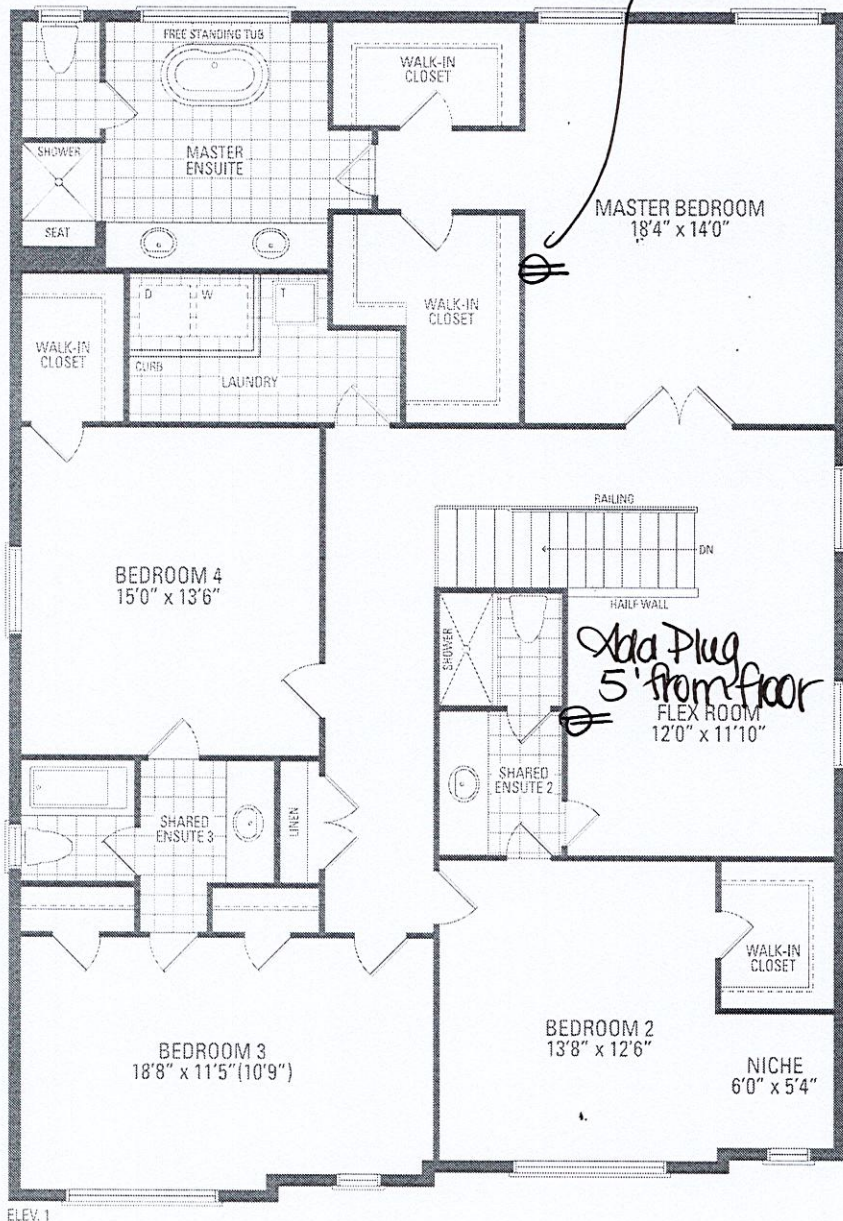 FREE STANDING TUB
WALK-IN
CLOSET
SHOWER
MASTER
ENSUITE
MASTER BEDROOM
18'4" x 14'0"
SEAT
D
W
T
WALK-IN
CLOSET
WALK-IN
CLOSET
CURB
LAUNDRY
RAILING
DN
BEDROOM 4
15'0" x 13'6"
HALF WALL
SHOWER
Add Plug
5' from floor
FLEX ROOM
12'0" x 11'10"
SHARED
ENSUITE 2
SHARED
ENSUITE 3
LINEN
WALK-IN
CLOSET
BEDROOM 3
18'8" x 11'5"(10'9")
BEDROOM 2
13'8" x 12'6"
NICHE
6'0" x 5'4"
ELEV. 1